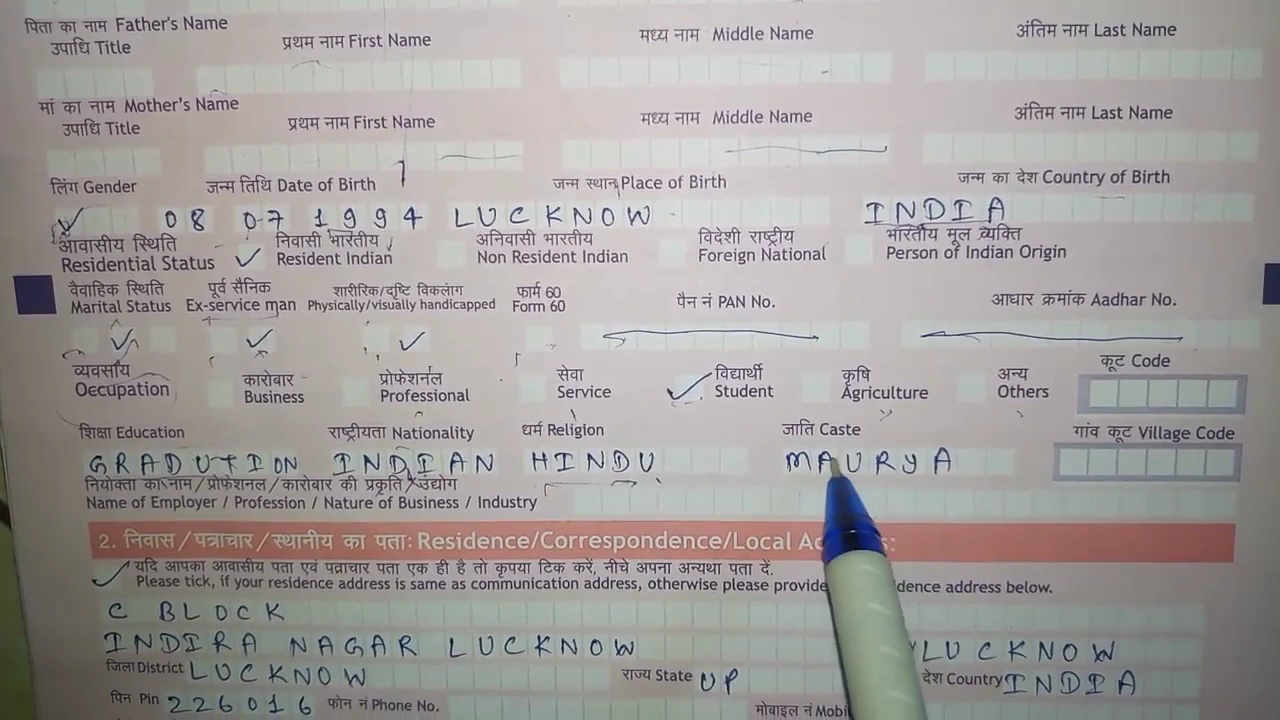 पिता का नाम Father's Name
उपाधि Title प्रथम नाम First Name मध्य नाम Middle Name अंतिम नाम Last Name
मां का नाम Mother's Name
उपाधि Title प्रथम नाम First Name मध्य नाम Middle Name अंतिम नाम Last Name
लिंग Gender जन्म तिथि Date of Birth जन्म स्थान Place of Birth जन्म का देश Country of Birth
08 07 1994 LUCKNOW INDIA
आवासीय स्थिति निवासी भारतीय अनिवासी भारतीय विदेशी राष्ट्रीय भारतीय मूल व्यक्ति
Residential Status Resident Indian Non Resident Indian Foreign National Person of Indian Origin
वैवाहिक स्थिति पूर्व सैनिक शारीरिक/दृष्टि विकलांग फार्म 60 पैन नं PAN No. आधार क्रमांक Aadhar No.
Marital Status Ex-service man Physically/visually handicapped Form 60
व्यवसाय कारोबार प्रोफेशनल सेवा विद्यार्थी कृषि अन्य कूट Code
Occupation Business Professional Service Student Agriculture Others
शिक्षा Education राष्ट्रीयता Nationality धर्म Religion जाति Caste गांव कूट Village Code
GRADUTION INDIAN HINDU MAURYA
नियोक्ता का नाम/प्रोफेशनल/कारोबार की प्रकृति/उद्योग
Name of Employer / Profession / Nature of Business / Industry
2. निवास/पत्राचार/स्थानीय का पता: Residence/Correspondence/Local
यदि आपका आवासीय पता एवं पत्राचार पता एक ही है तो कृपया टिक करें, नीचे अपना अन्यथा पता दें.
Please tick, if your residence address is same as communication address, otherwise please provide address below.
C BLOCK
INDIRA NAGAR LUCKNOW LUCKNOW
जिला District LUCKNOW राज्य State UP देश Country INDIA
पिन Pin 226016 फोन नं Phone No. मोबाइल नं